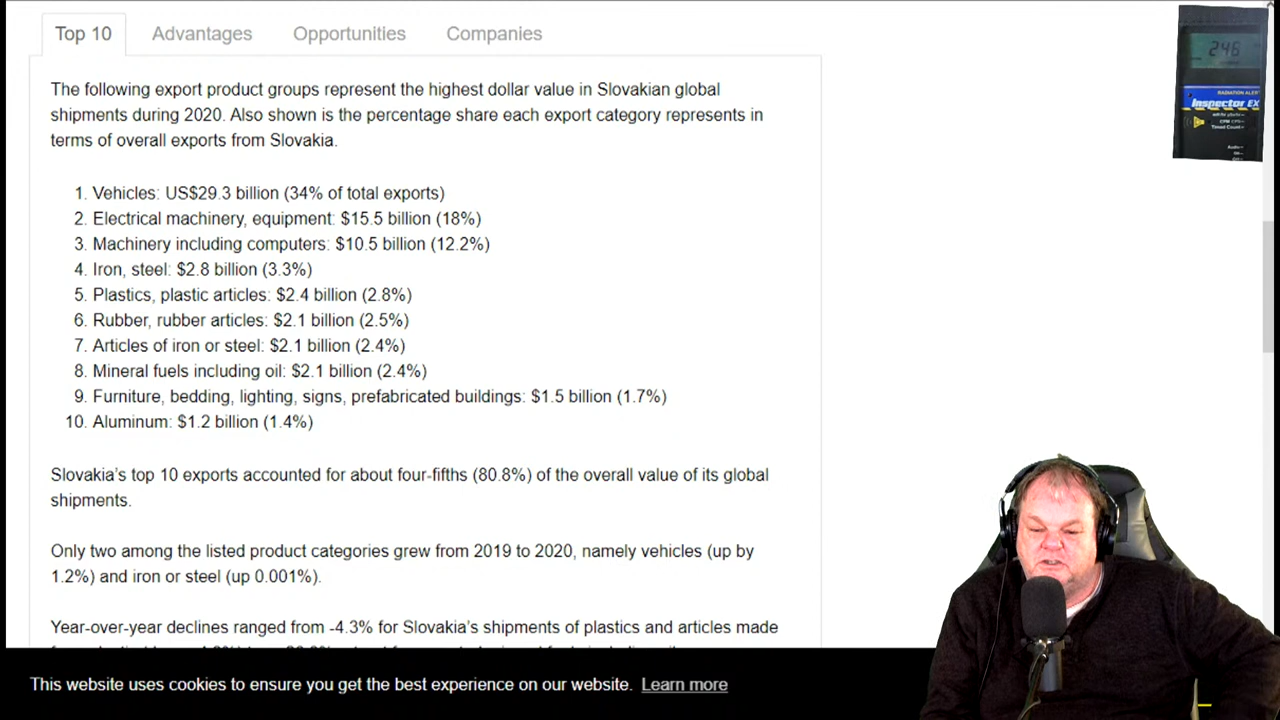 Top 10 Advantages Opportunities Companies
The following export product groups represent the highest dollar value in Slovakian global
shipments during 2020. Also shown is the percentage share each export category represents in
terms of overall exports from Slovakia.
1. Vehicles: US$29.3 billion (34% of total exports)
2. Electrical machinery, equipment: $15.5 billion (18%)
3. Machinery including computers: $10.5 billion (12.2%)
4. Iron, steel: $2.8 billion (3.3%)
5. Plastics, plastic articles: $2.4 billion (2.8%)
6. Rubber, rubber articles: $2.1 billion (2.5%)
7. Articles of iron or steel: $2.1 billion (2.4%)
8. Mineral fuels including oil: $2.1 billion (2.4%)
9. Furniture, bedding, lighting, signs, prefabricated buildings: $1.5 billion (1.7%)
10. Aluminum: $1.2 billion (1.4%)
Slovakia's top 10 exports accounted for about four-fifths (80.8%) of the overall value of its global
shipments.
Only two among the listed product categories grew from 2019 to 2020, namely vehicles (up by
1.2%) and iron or steel (up 0.001%).
Year-over-year declines ranged from -4.3% for Slovakia's shipments of plastics and articles made
This website uses cookies to ensure you get the best experience on our website. Learn more
246
RADIATION ALERT
Inspector EX